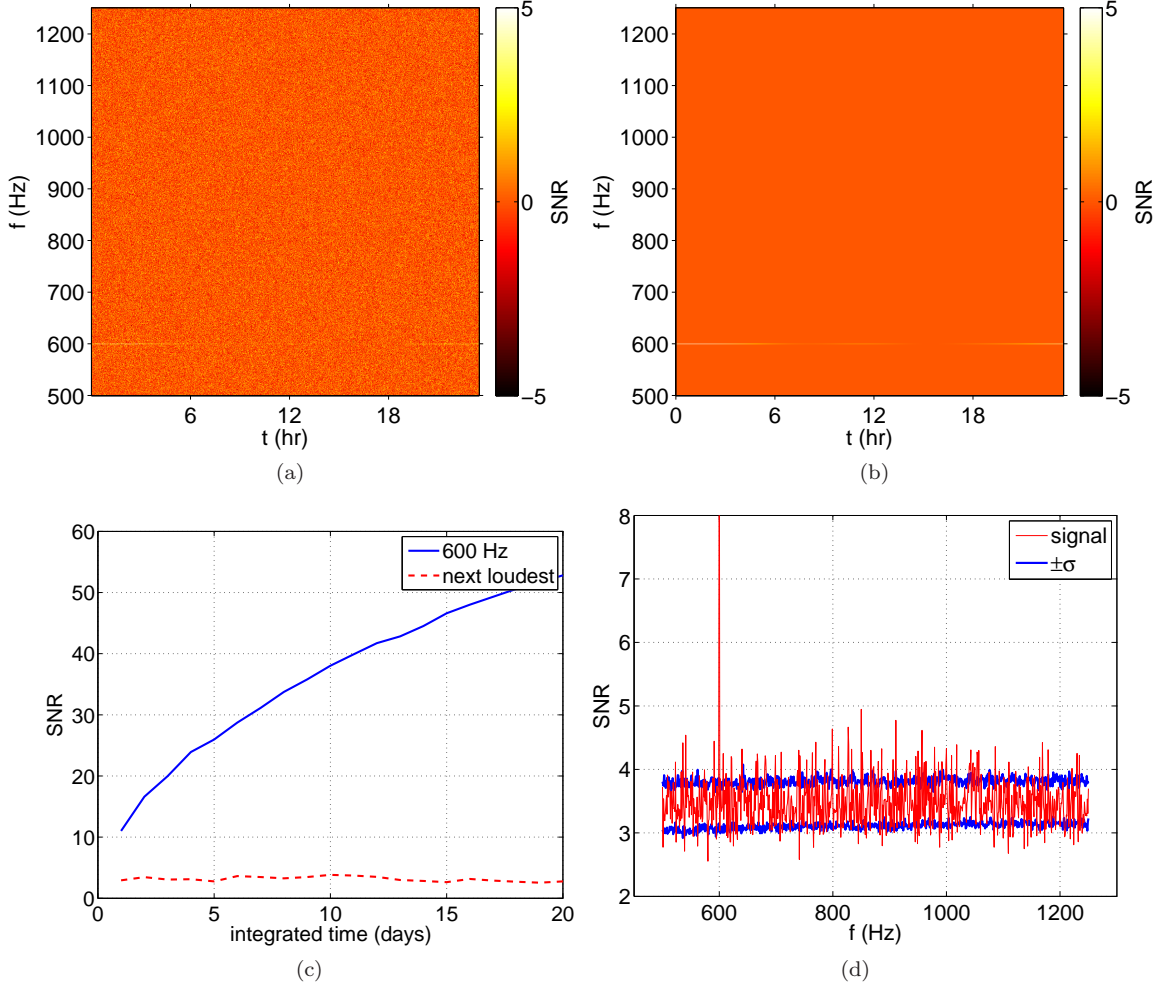 1200
1100
1000
900
800
700
600
500
f (Hz)
6
12
18
t (hr)
5
0
−5
SNR
(a)
1200
1100
1000
900
800
700
600
500
f (Hz)
0
6
12
18
t (hr)
5
0
−5
SNR
(b)
60
50
40
30
20
10
0
SNR
0
5
10
15
20
integrated time (days)
600 Hz
next loudest
(c)
8
7
6
5
4
3
2
SNR
600
800
1000
1200
f (Hz)
signal
±σ
(d)